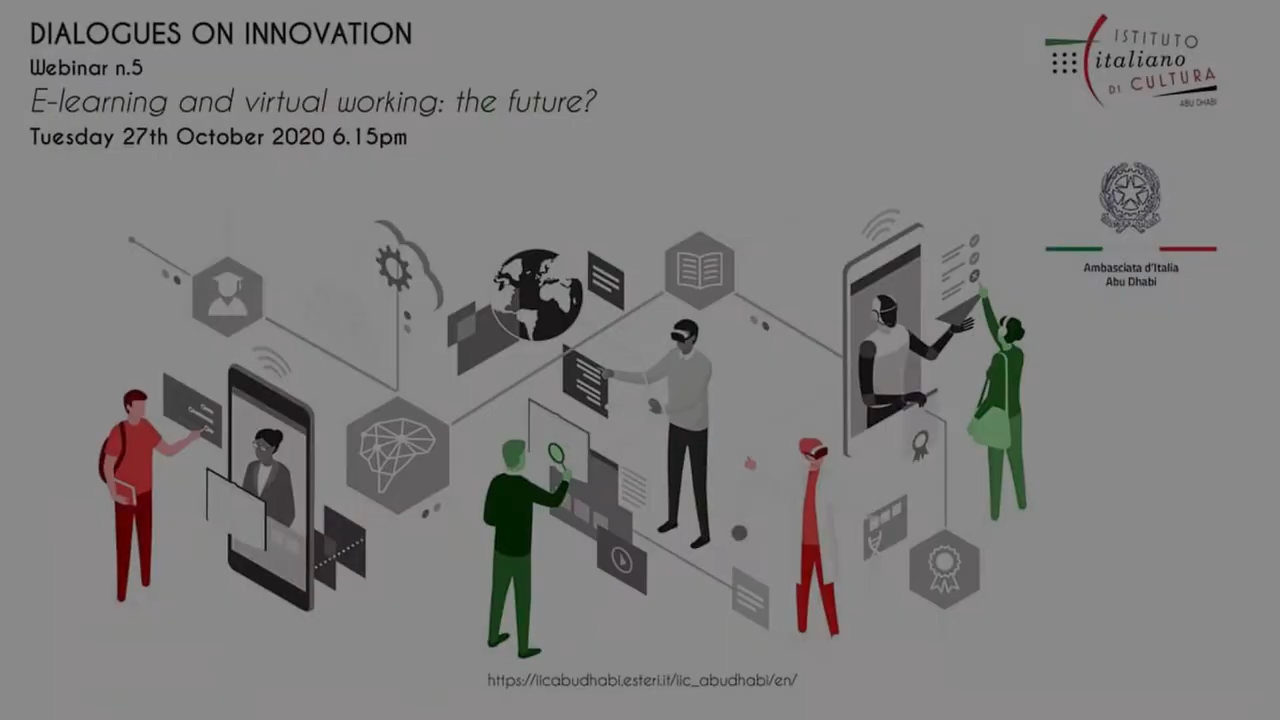 DIALOGUES ON INNOVATION
Webinar n.5
E-learning and virtual working: the future?
Tuesday 27th October 2020 6.15pm
ISTITUTO
italiano
DI CULTURA
ABU DHABI
Ambasciata d'Italia
Abu Dhabi
https://iicabudhabi.esteri.it/iic_abudhabi/en/